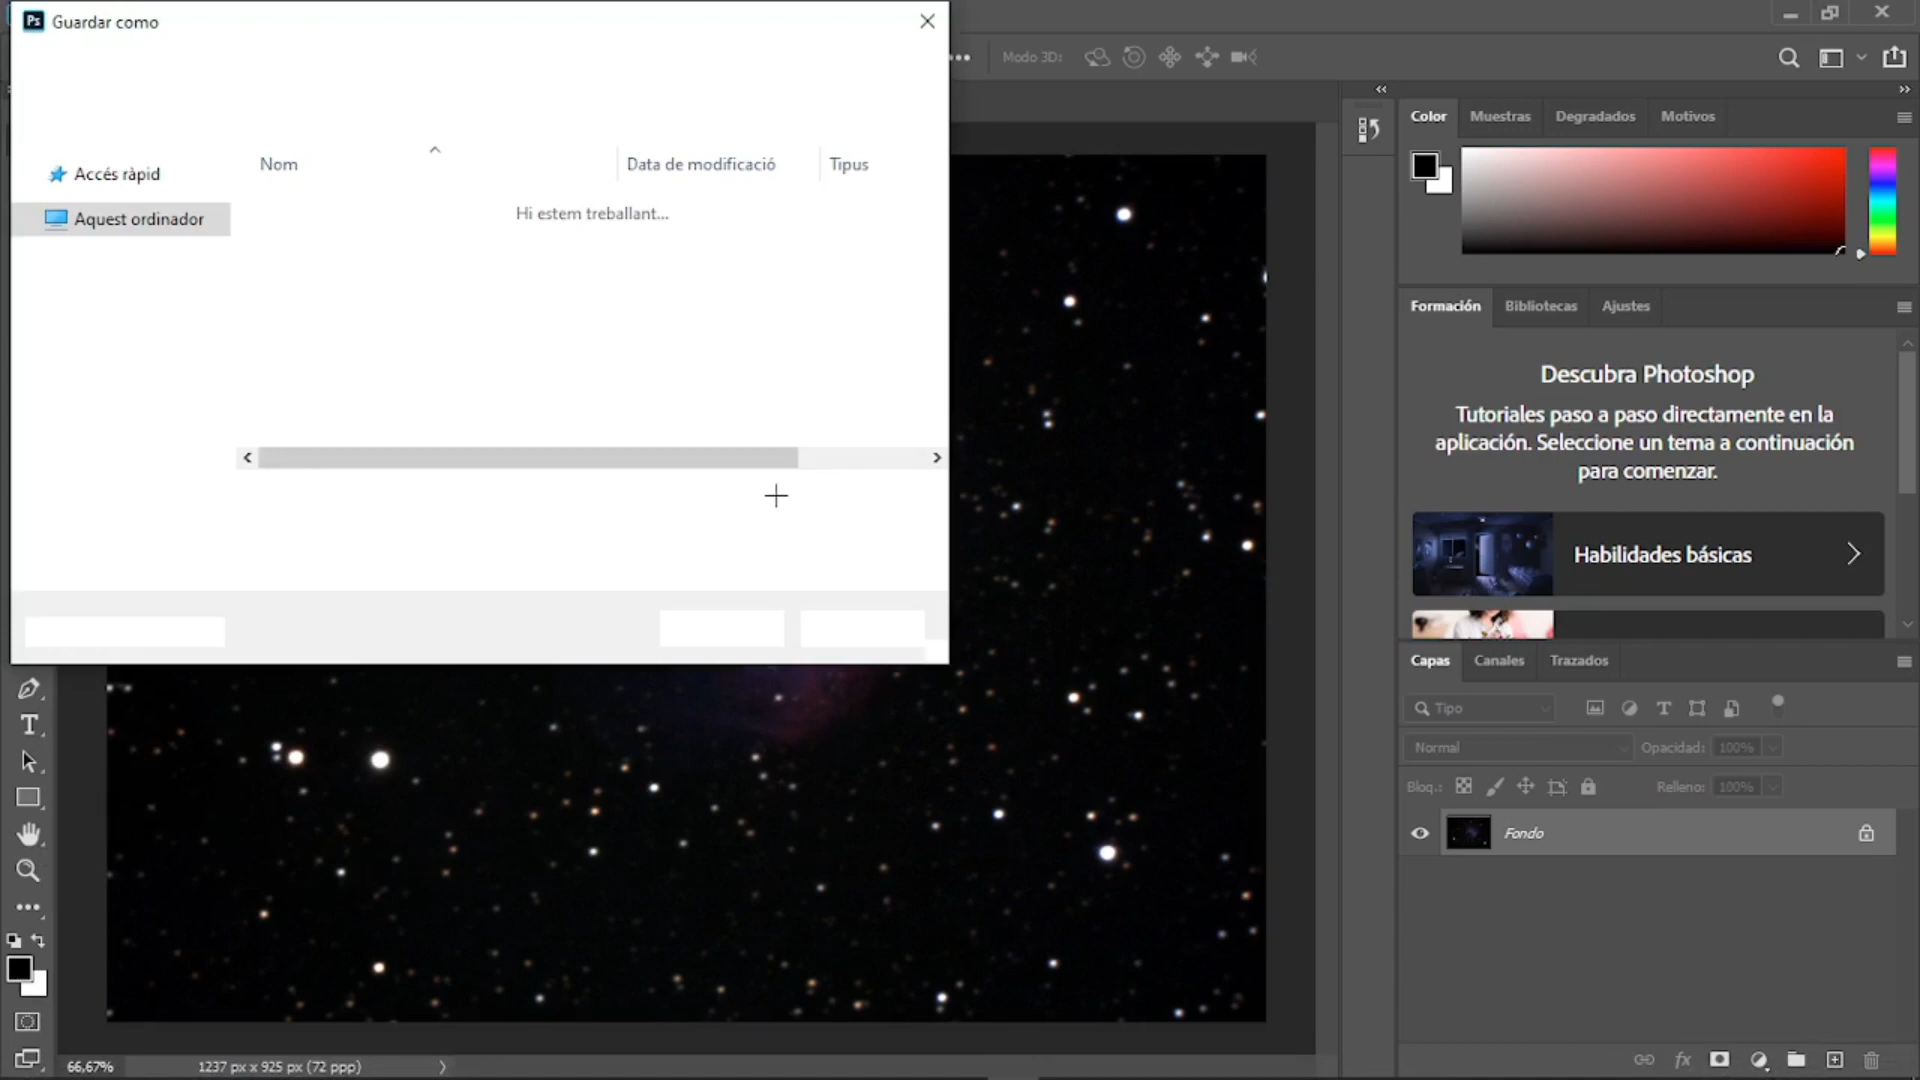 Ps Guardar como
Nom
Data de modificació
Tipus
Accés ràpid
Aquest ordinador
Hi estem treballant...
Modo 3D:
Color
Muestras
Degradados
Motivos
Formación
Bibliotecas
Ajustes
Descubra Photoshop
Tutoriales paso a paso directamente en la
aplicación. Seleccione un tema a continuación
para comenzar.
Habilidades básicas
Capas
Canales
Trazados
Tipo
Normal
Opacidad: 100%
Bloq.:
Relleno: 100%
Fondo
fx
66,67%
1237 px x 925 px (72 ppp)